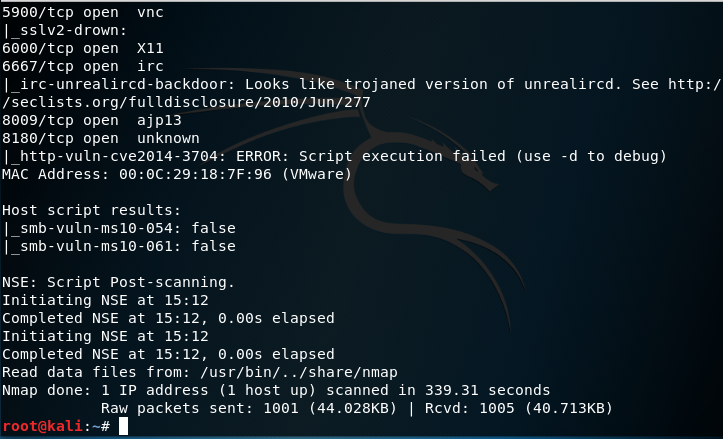 5900/tcp open  vnc
|_sslv2-drown:
6000/tcp open  X11
6667/tcp open  irc
|_irc-unrealircd-backdoor: Looks like trojaned version of unrealircd. See http:/
/seclists.org/fulldisclosure/2010/Jun/277
8009/tcp open  ajp13
8180/tcp open  unknown
|_http-vuln-cve2014-3704: ERROR: Script execution failed (use -d to debug)
MAC Address: 00:0C:29:18:7F:96 (VMware)

Host script results:
|_smb-vuln-ms10-054: false
|_smb-vuln-ms10-061: false

NSE: Script Post-scanning.
Initiating NSE at 15:12
Completed NSE at 15:12, 0.00s elapsed
Initiating NSE at 15:12
Completed NSE at 15:12, 0.00s elapsed
Read data files from: /usr/bin/../share/nmap
Nmap done: 1 IP address (1 host up) scanned in 339.31 seconds
           Raw packets sent: 1001 (44.028KB) | Rcvd: 1005 (40.713KB)
root@kali:~#